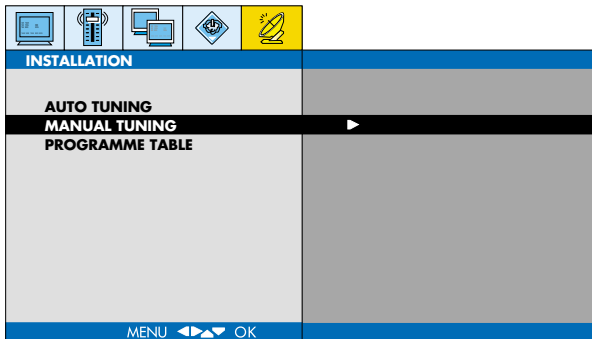 INSTALLATION
AUTO TUNING
MANUAL TUNING
PROGRAMME TABLE
MENU ◀▶▲▼ OK